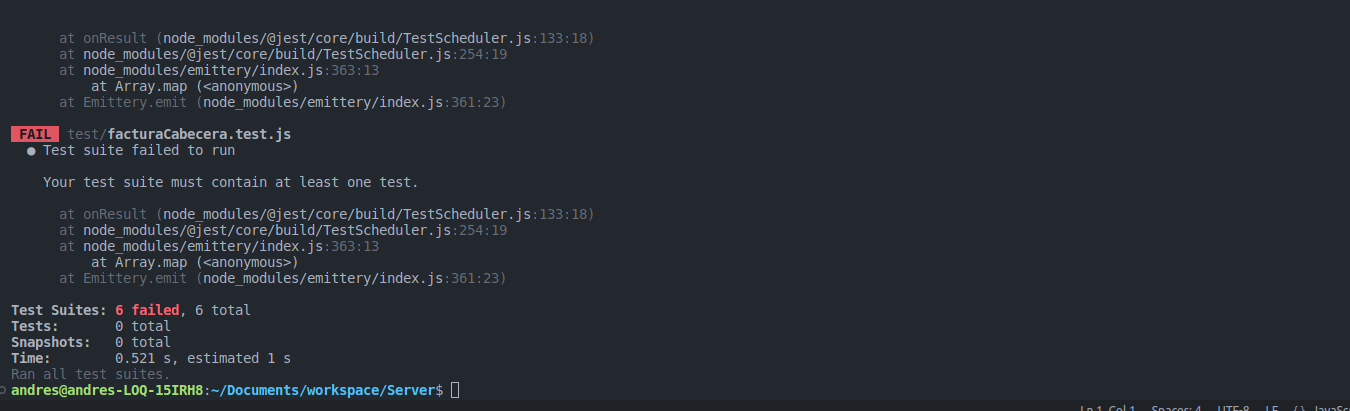 at onResult (node_modules/@jest/core/build/TestScheduler.js:133:18)
at node_modules/@jest/core/build/TestScheduler.js:254:19
at node_modules/emittery/index.js:363:13
at Array.map (<anonymous>)
at Emittery.emit (node_modules/emittery/index.js:361:23)
FAIL test/facturaCabecera.test.js
● Test suite failed to run
Your test suite must contain at least one test.
at onResult (node_modules/@jest/core/build/TestScheduler.js:133:18)
at node_modules/@jest/core/build/TestScheduler.js:254:19
at node_modules/emittery/index.js:363:13
at Array.map (<anonymous>)
at Emittery.emit (node_modules/emittery/index.js:361:23)
Test Suites: 6 failed, 6 total
Tests: 0 total
Snapshots: 0 total
Time: 0.521 s, estimated 1 s
Ran all test suites.
andres@andres-LOQ-15IRH8:~/Documents/workspace/Server$
Ln 1, Col 1 Spaces: 4 UTF-8 LF {} JavaSc